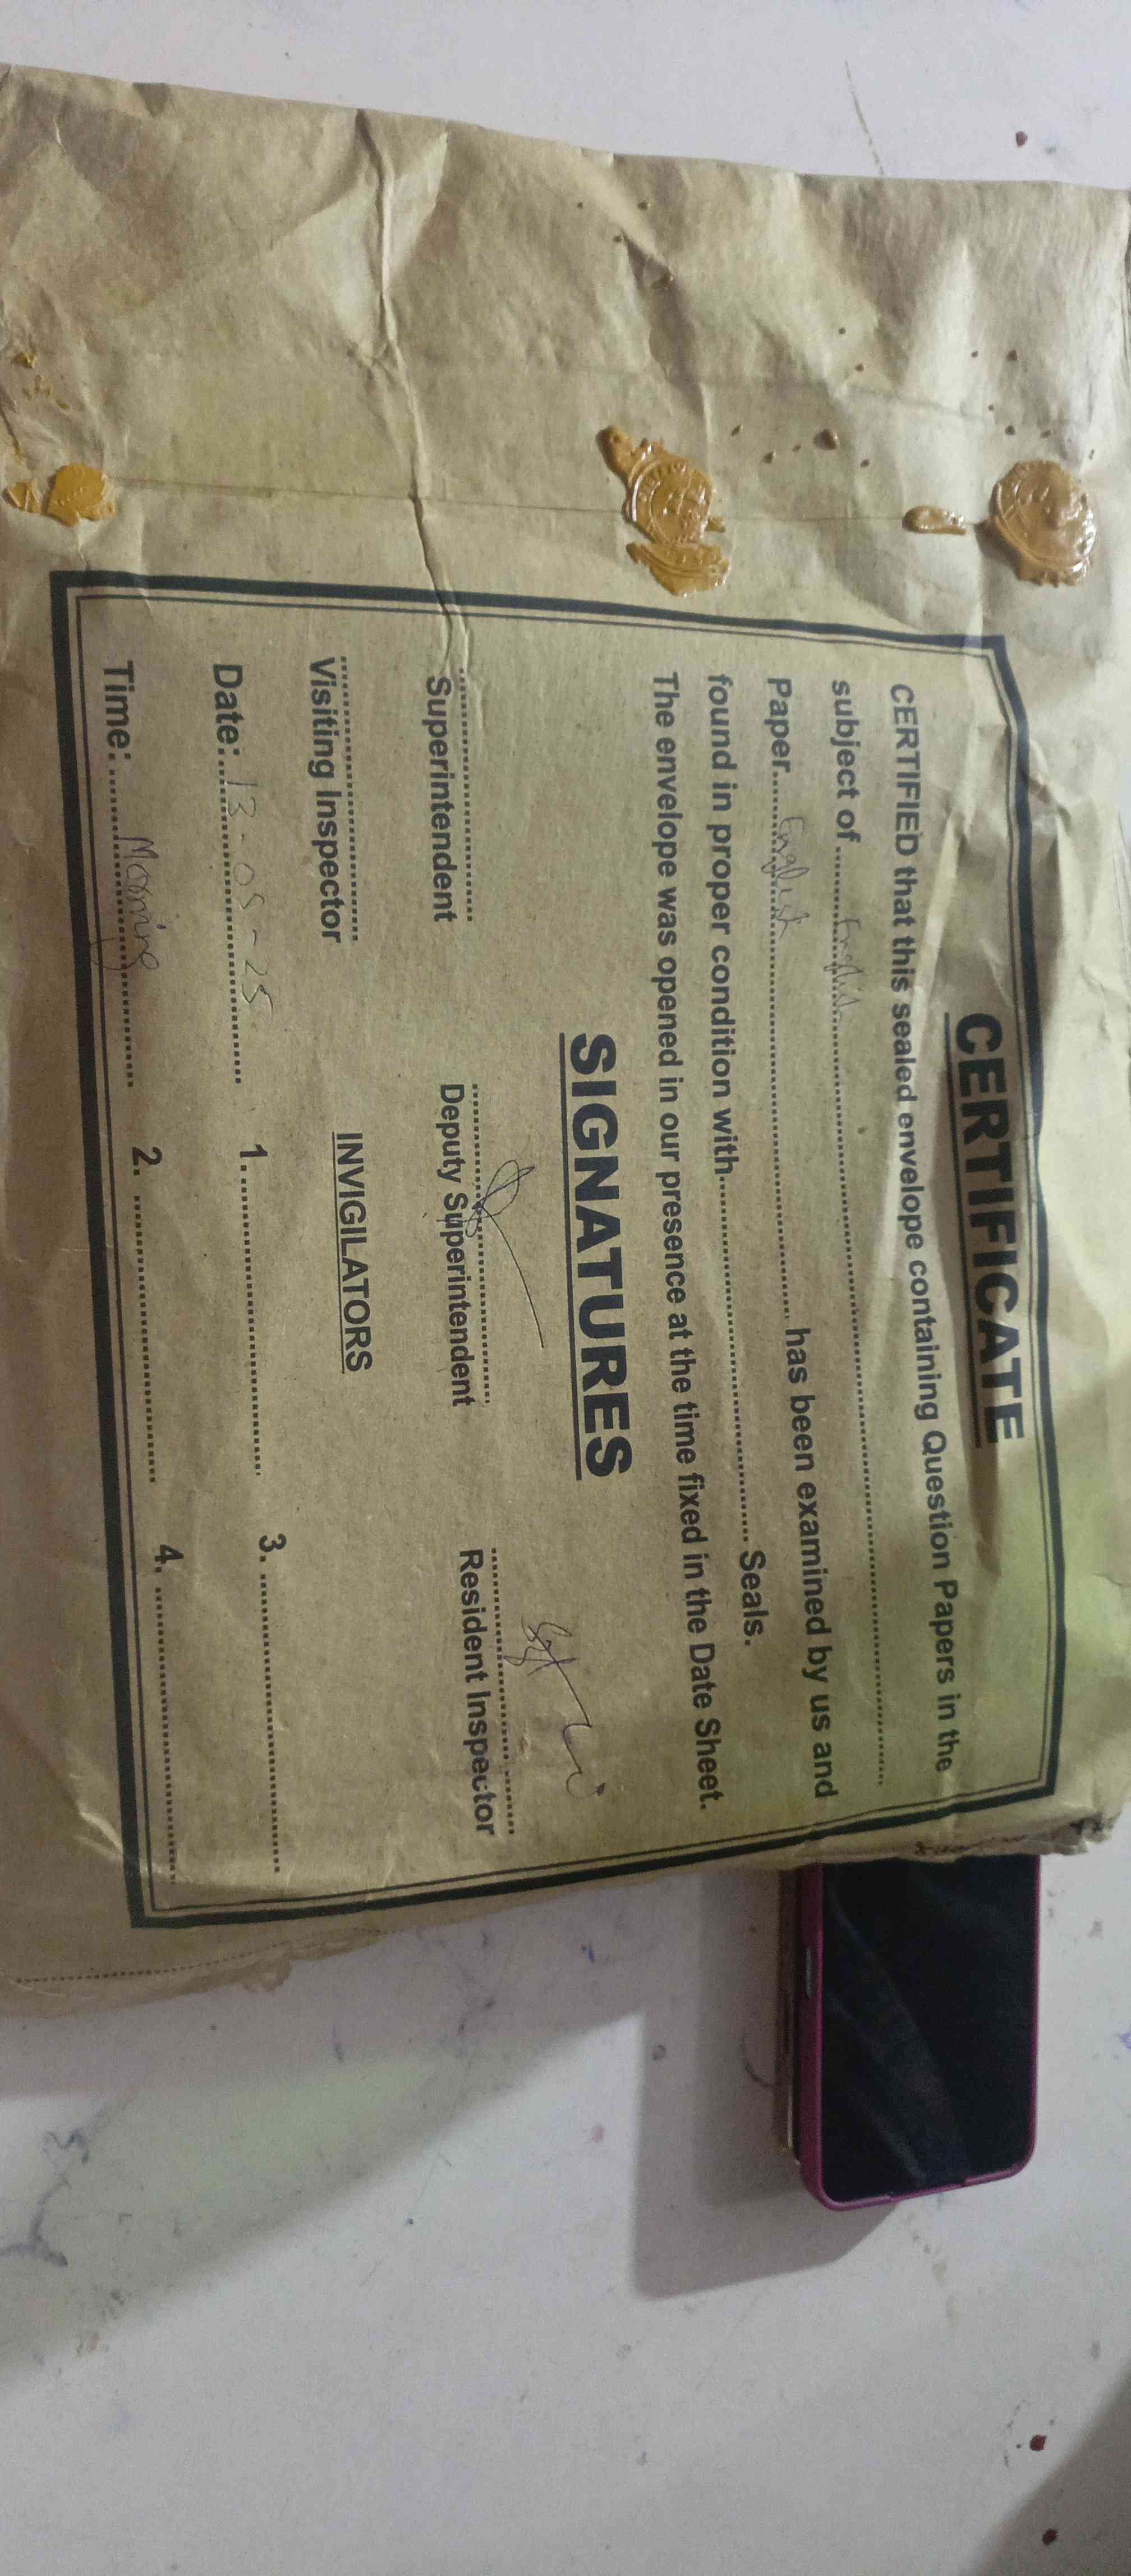 CERTIFICATE
CERTIFIED that this sealed envelope containing Question Papers in the
subject of ........ English ........
Paper........ English ........ has been examined by us and
found in proper condition with........ Seals.
The envelope was opened in our presence at the time fixed in the Date Sheet.
SIGNATURES
Superintendent Deputy Superintendent Resident Inspector
Visiting Inspector INVIGILATORS
Date: 13-05-25 1. ........ 3. ........
Time: Morning 2. ........ 4. ........